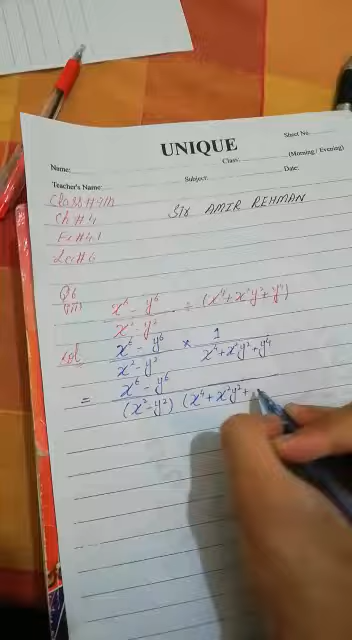 UNIQUE
Sheet No.
Name: Class: (Morning / Evening)
Teacher's Name: Subject: Date:
Class # 9th
Ch # 4
Ex # 4.1
Lec # 6
Sir AMIR REHMAN
Q6
x⁶ - y⁶ / x² - y² ÷ (x⁴ + x²y² + y⁴)
Sol
x⁶ - y⁶ / x² - y² × 1 / x⁴ + x²y² + y⁴
= x⁶ - y⁶ / (x² - y²) (x⁴ + x²y² +